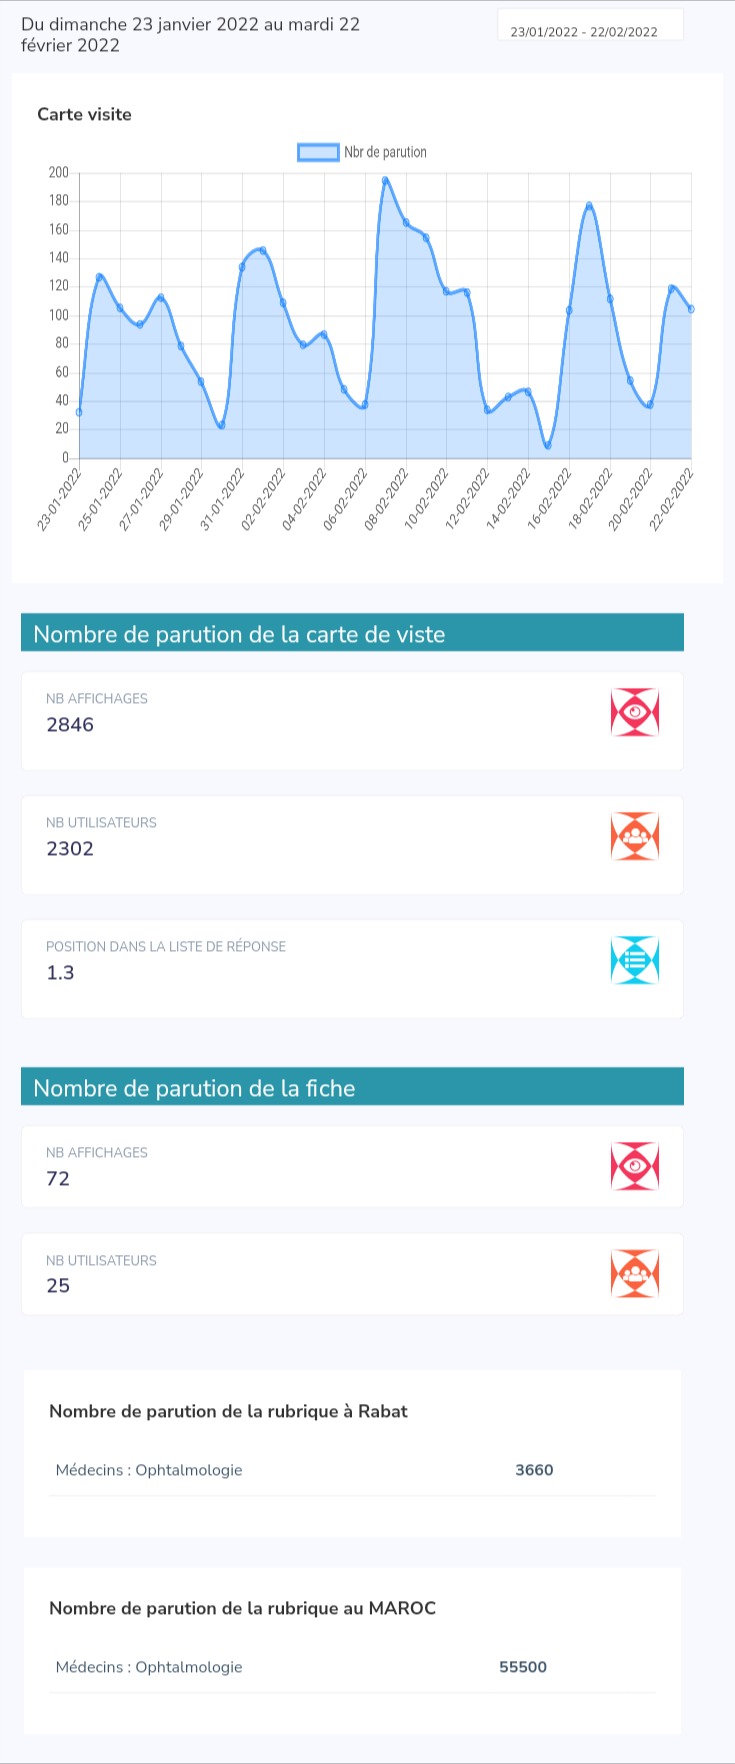 Du dimanche 23 janvier 2022 au mardi 22
février 2022
23/01/2022 - 22/02/2022
Carte visite
Nbr de parution
200
180
160
140
120
100
80
60
40
20
0
23-01-2022
25-01-2022
27-01-2022
29-01-2022
31-01-2022
02-02-2022
04-02-2022
06-02-2022
08-02-2022
10-02-2022
12-02-2022
14-02-2022
16-02-2022
18-02-2022
20-02-2022
22-02-2022
Nombre de parution de la carte de viste
NB AFFICHAGES
2846
NB UTILISATEURS
2302
POSITION DANS LA LISTE DE RÉPONSE
1.3
Nombre de parution de la fiche
NB AFFICHAGES
72
NB UTILISATEURS
25
Nombre de parution de la rubrique à Rabat
Médecins : Ophtalmologie 3660
Nombre de parution de la rubrique au MAROC
Médecins : Ophtalmologie 55500